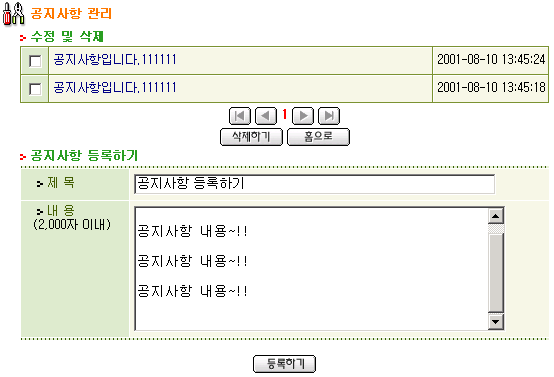 공지사항 관리
수정 및 삭제
공지사항입니다.111111 2001-08-10 13:45:24
공지사항입니다.111111 2001-08-10 13:45:18
1
삭제하기 홈으로
공지사항 등록하기
제 목 공지사항 등록하기
내 용
(2,000자 이내)
공지사항 내용~!!
공지사항 내용~!!
공지사항 내용~!!
등록하기